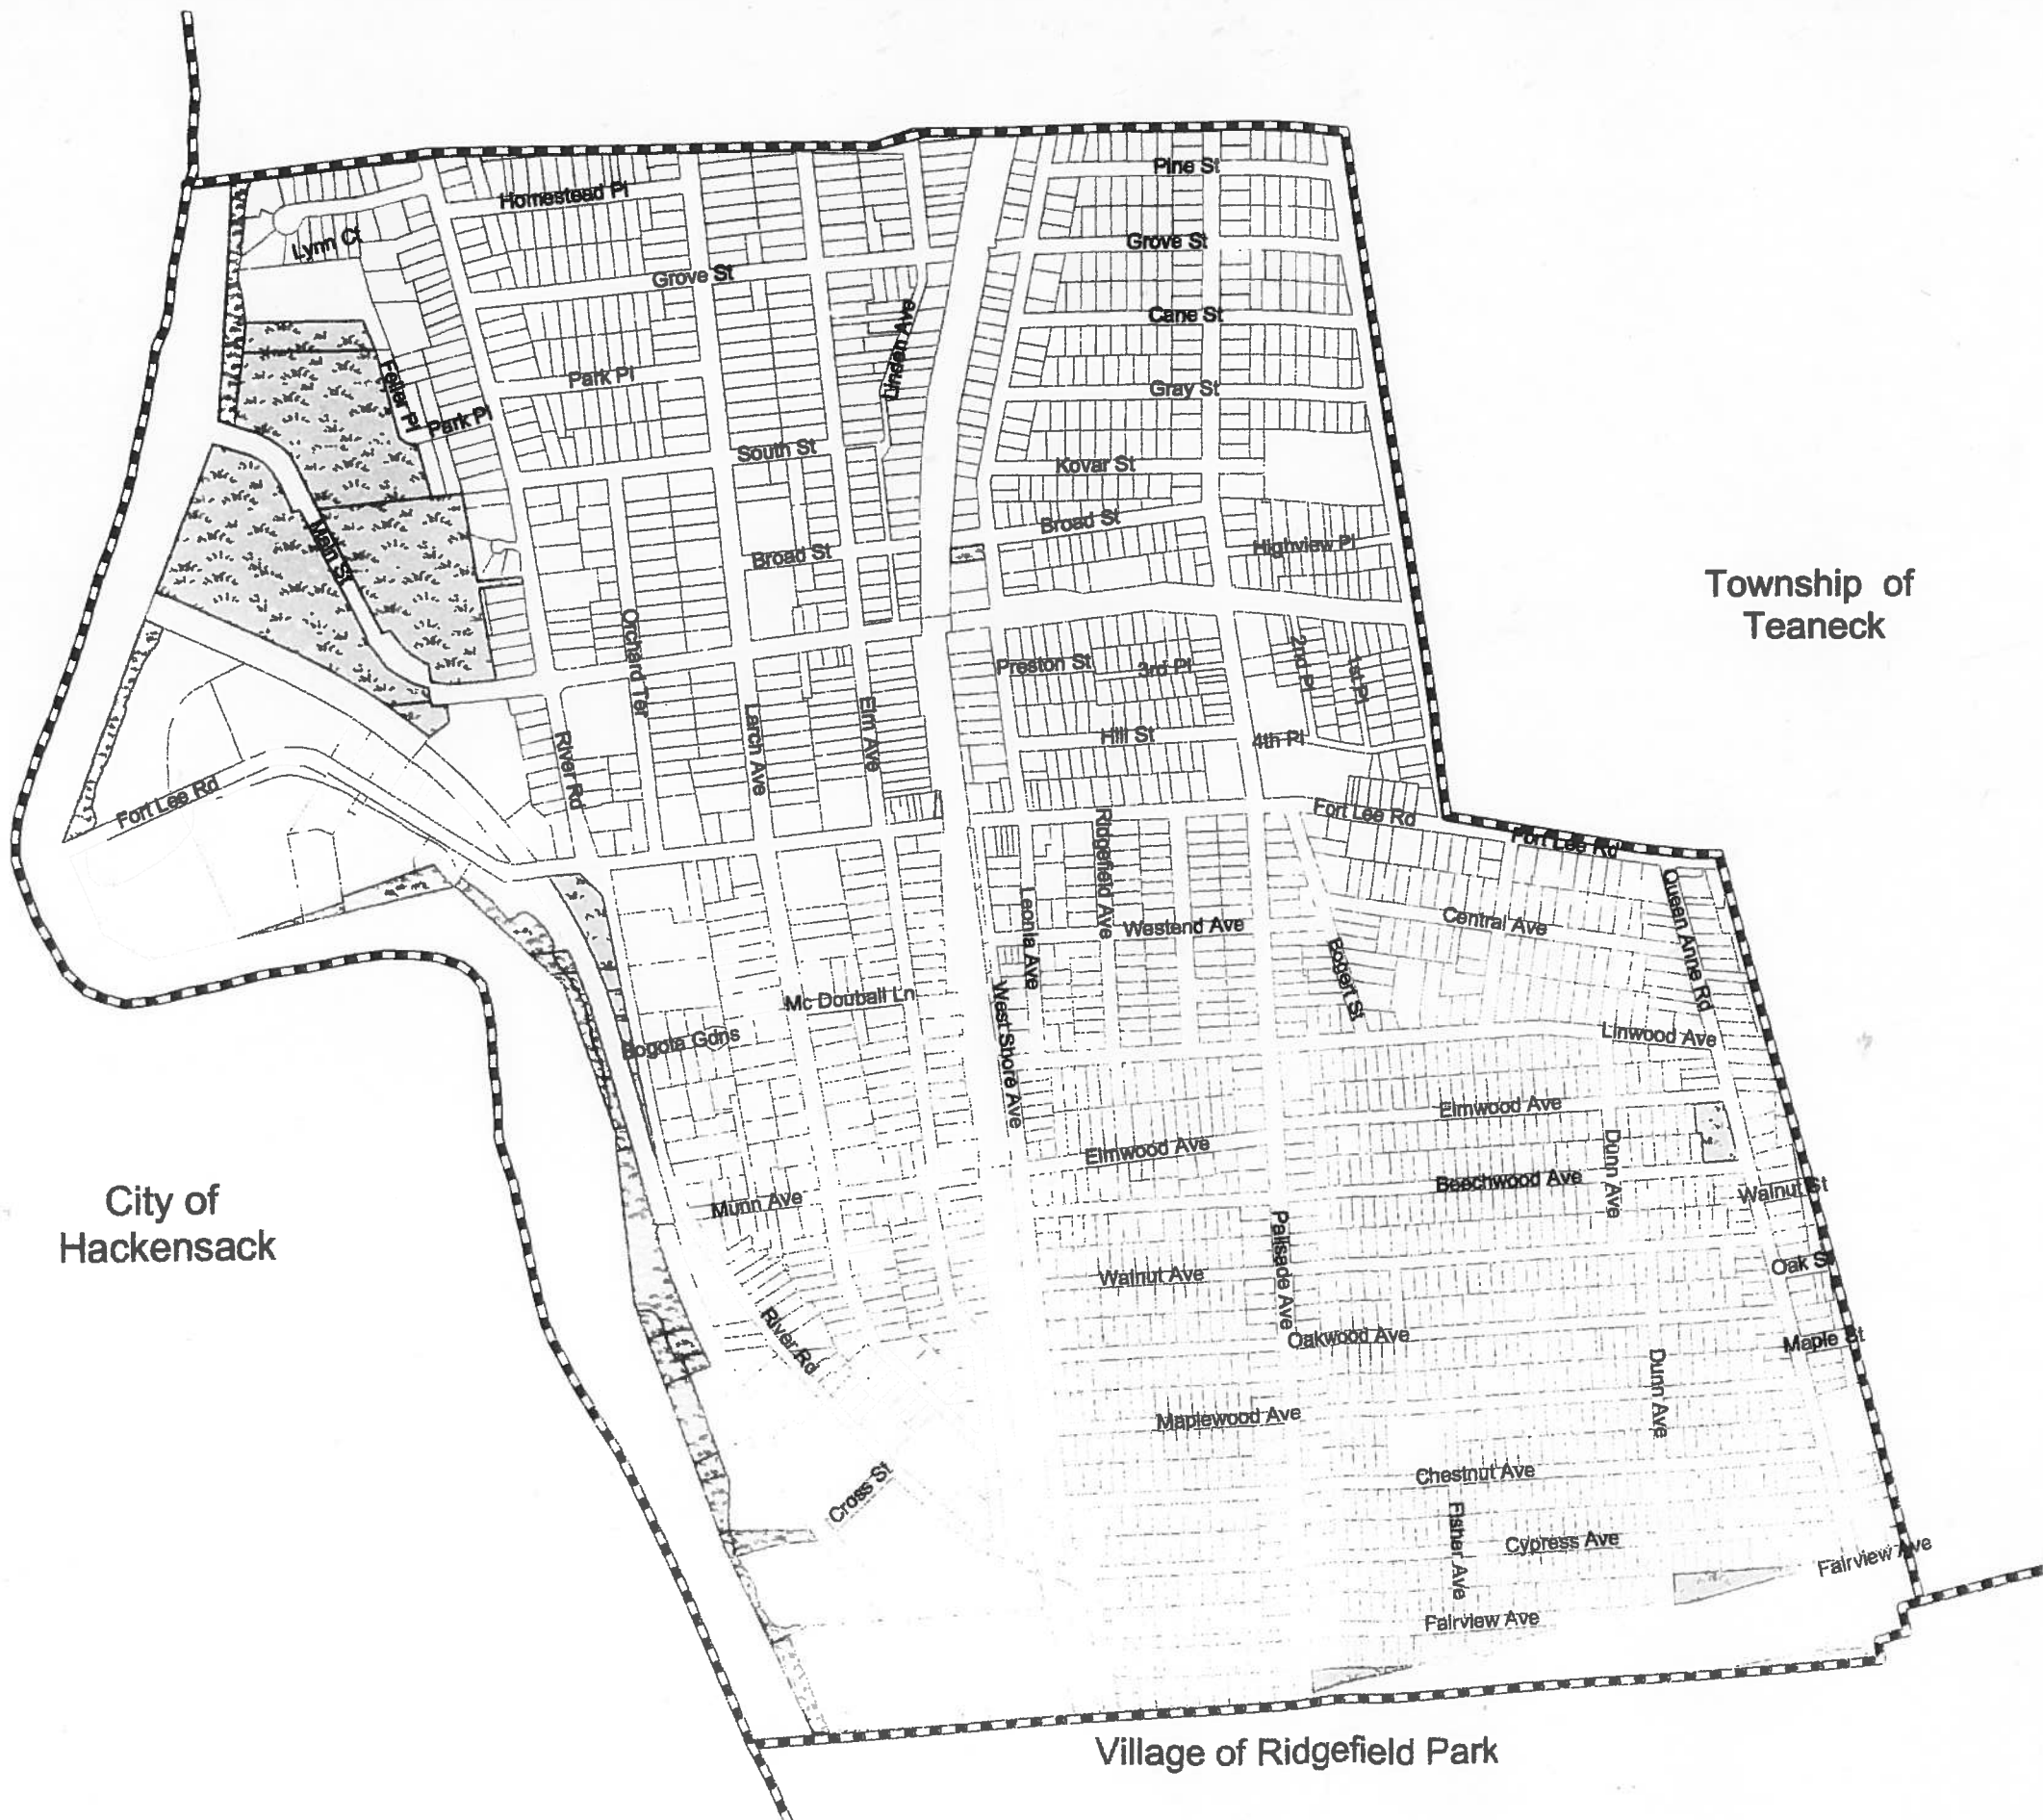 Pine St
Homestead Pl
Lynn Ct
Grove St
Grove St
Cane St
Linden Ave
Park Pl
Gray St
Feller Pl
Park Pl
South St
Kovar St
Broad St
Main St
Broad St
Highview Pl
Township of
Teaneck
Orchard Ter
Preston St
3rd Pl
2nd Pl
1st Pl
Larch Ave
Elm Ave
River Rd
Hill St
4th Pl
Fort Lee Rd
Fort Lee Rd
Fort Lee Rd
Ridgefield Ave
Leonia Ave
Westend Ave
Central Ave
Queen Anne Rd
Bogert St
Mc Douball Ln
West Shore Ave
Bogota Gdns
Linwood Ave
Elmwood Ave
Elmwood Ave
Dunn Ave
Beechwood Ave
Walnut St
City of
Hackensack
Munn Ave
Palisade Ave
Walnut Ave
Oak St
River Rd
Oakwood Ave
Maple St
Dunn Ave
Maplewood Ave
Chestnut Ave
Cross St
Fisher Ave
Cypress Ave
Fairview Ave
Fairview Ave
Village of Ridgefield Park